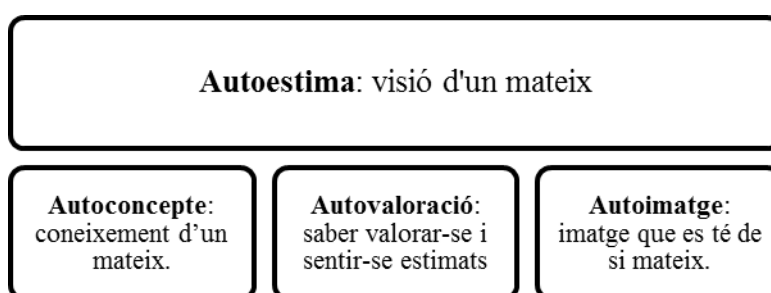 Autoestima: visió d'un mateix
Autoconcepte:
coneixement d’un
mateix.
Autovaloració:
saber valorar-se i
sentir-se estimats
Autoimatge:
imatge que es té de
si mateix.